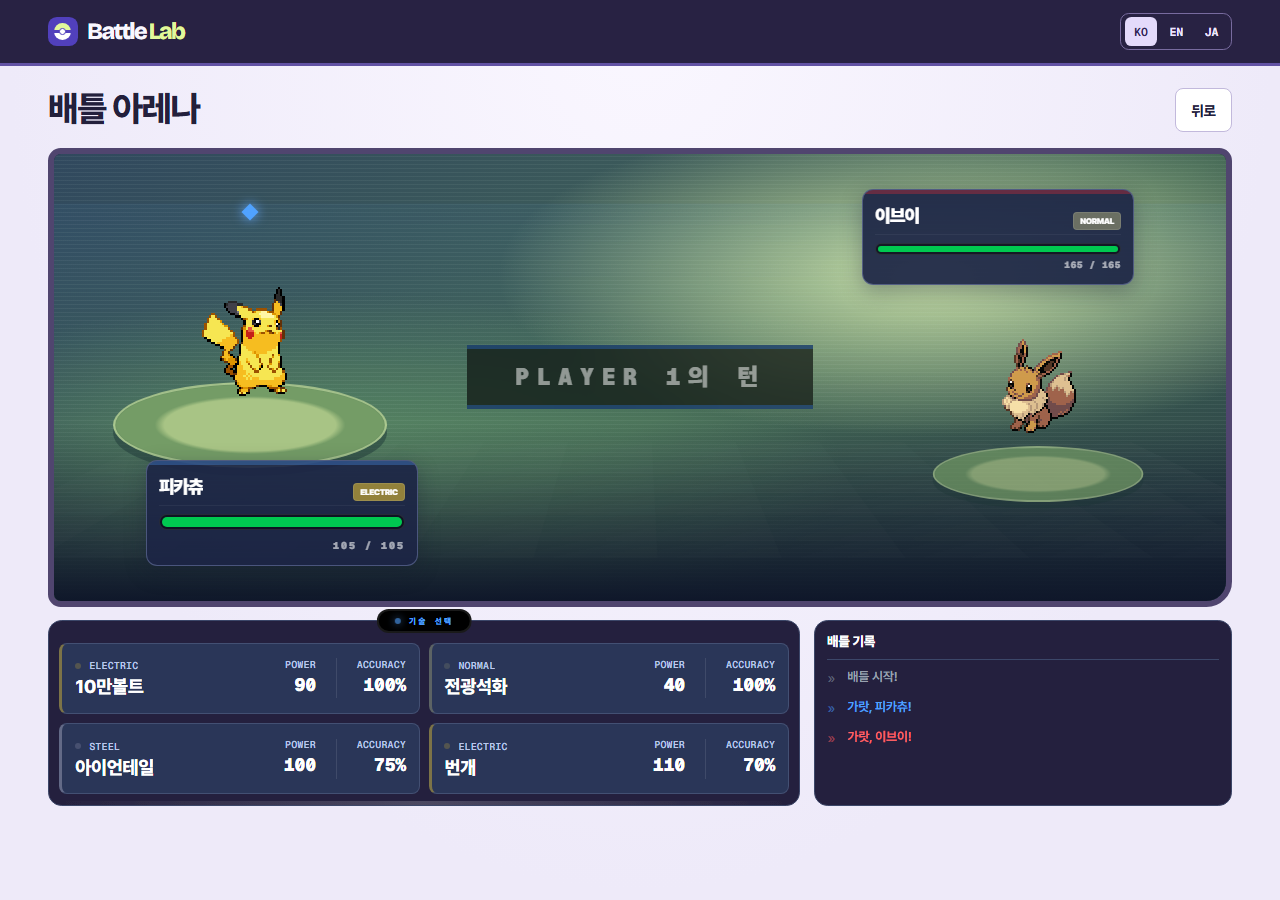 BattleLab
KO EN JA
배틀 아레나
뒤로
이브이
NORMAL
165 / 165
PLAYER 1의 턴
피카츄
ELECTRIC
105 / 105
기술 선택
ELECTRIC POWER ACCURACY
10만볼트 90 100%
NORMAL POWER ACCURACY
전광석화 40 100%
STEEL POWER ACCURACY
아이언테일 100 75%
ELECTRIC POWER ACCURACY
번개 110 70%
배틀 기록
» 배틀 시작!
» 가랏, 피카츄!
» 가랏, 이브이!